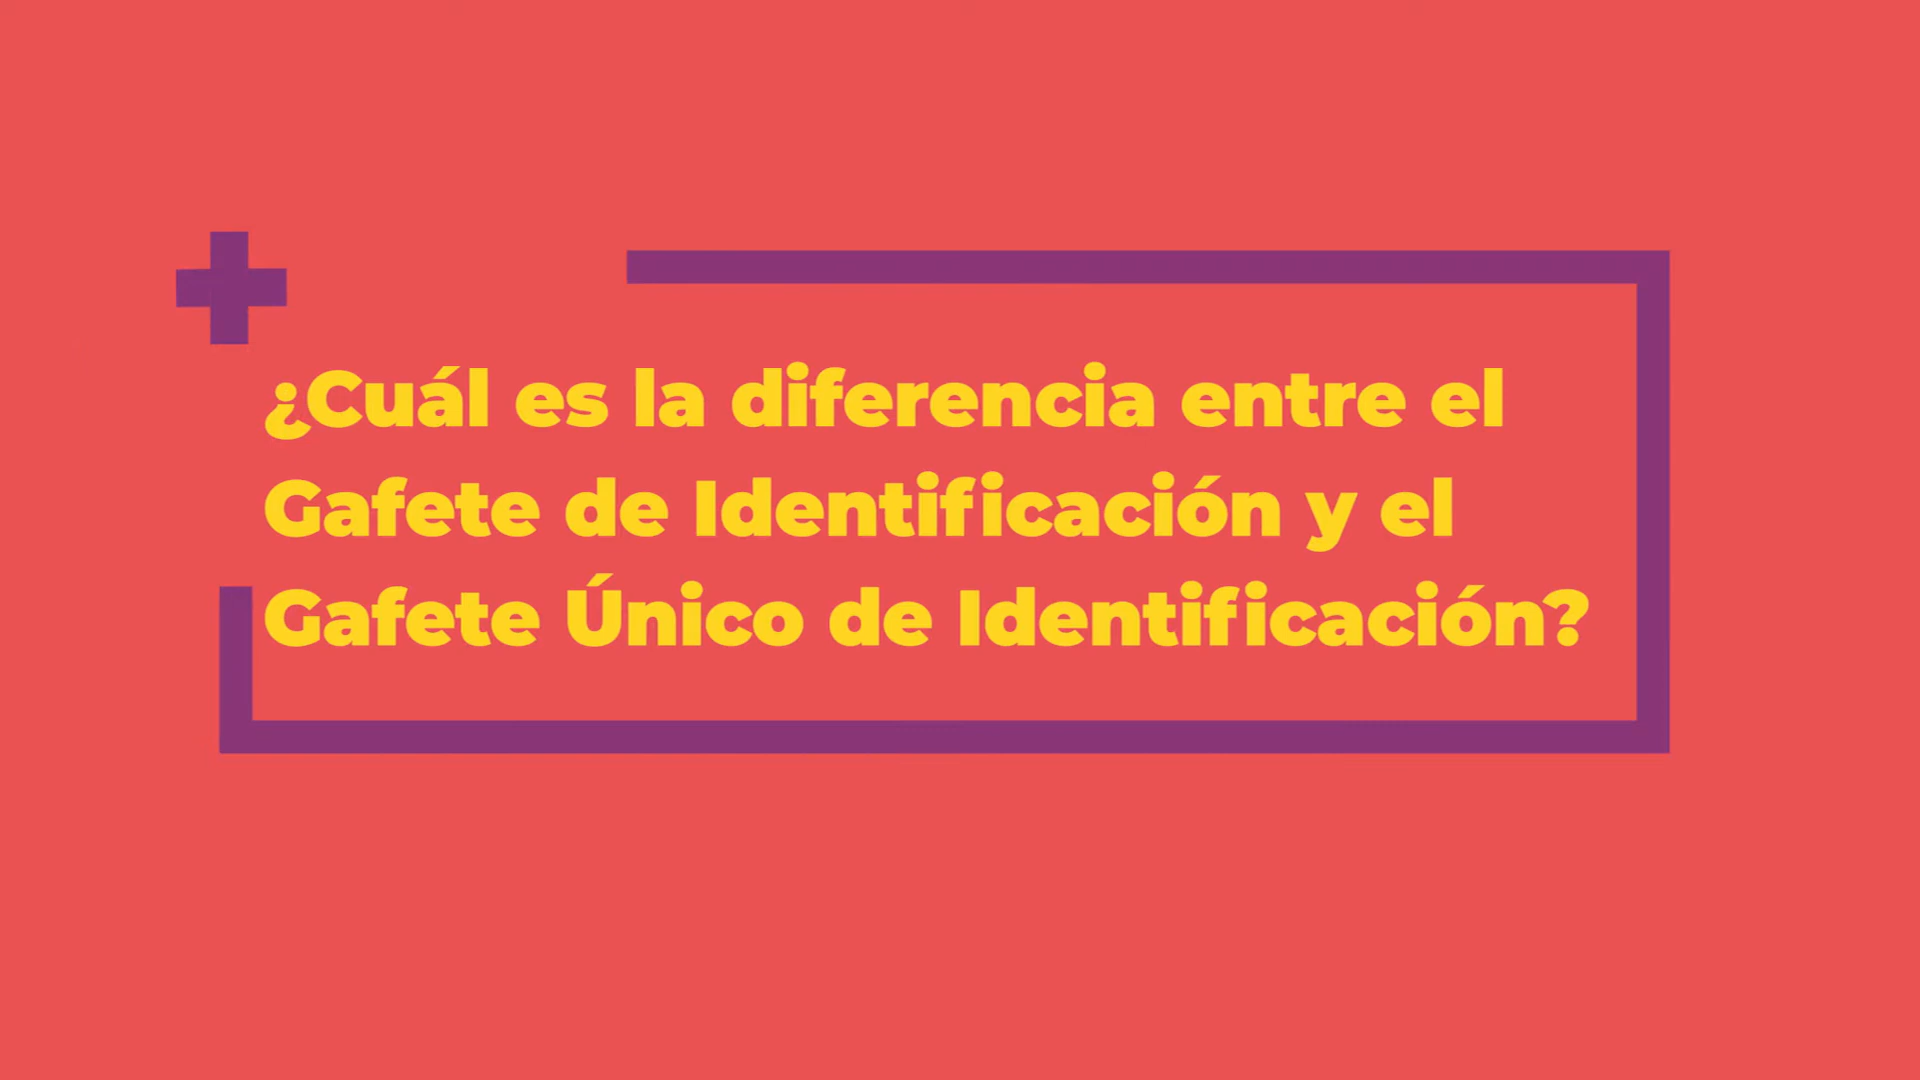 ¿Cuál es la diferencia entre el
Gafete de Identificación y el
Gafete Único de Identificación?